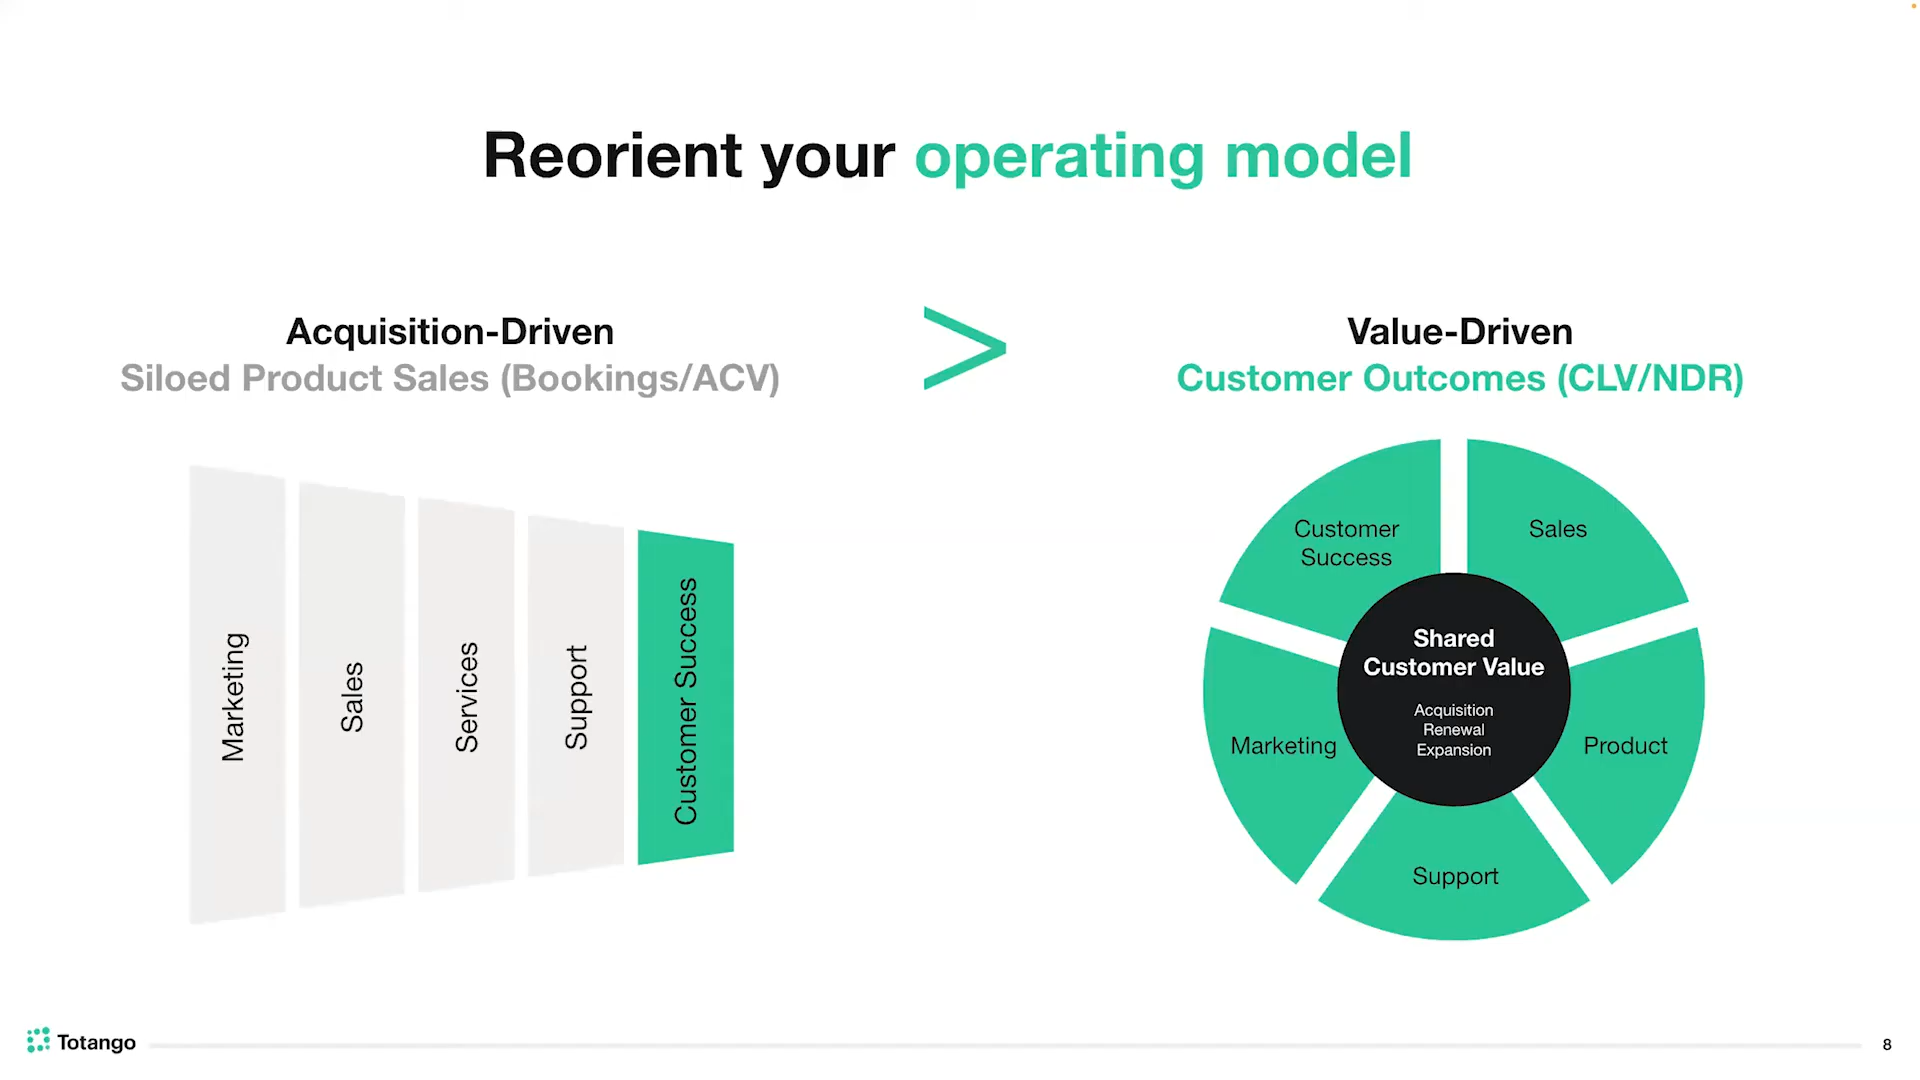 Reorient your operating model
Acquisition-Driven
Siloed Product Sales (Bookings/ACV)
>
Value-Driven
Customer Outcomes (CLV/NDR)
Marketing
Sales
Services
Support
Customer Success
Customer
Success
Sales
Shared
Customer Value
Acquisition
Renewal
Expansion
Marketing
Product
Support
Totango
8